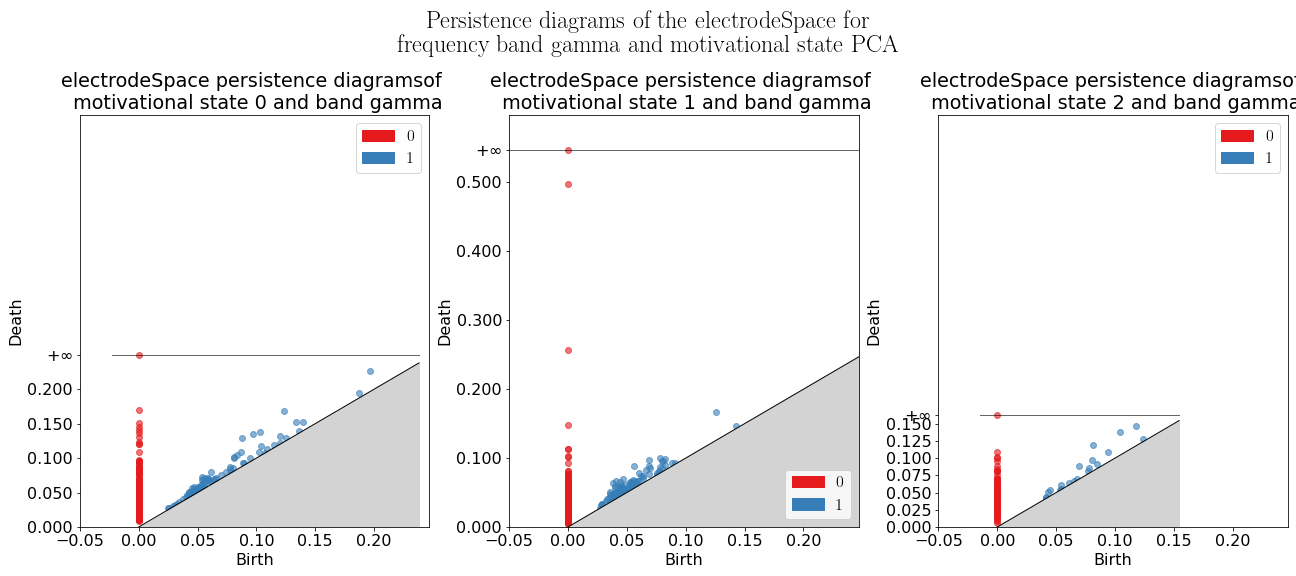 Persistence diagrams of the electrodeSpace for
frequency band gamma and motivational state PCA
electrodeSpace persistence diagramsof
motivational state 0 and band gamma
0
1
Death
+∞
0.200
0.150
0.100
0.050
0.000
−0.05 0.00 0.05 0.10 0.15 0.20
Birth
electrodeSpace persistence diagramsof
motivational state 1 and band gamma
Death
+∞
0.500
0.400
0.300
0.200
0.100
0.000
0
1
−0.05 0.00 0.05 0.10 0.15 0.20
Birth
electrodeSpace persistence diagramsof
motivational state 2 and band gamma
0
1
Death
+∞
0.150
0.125
0.100
0.075
0.050
0.025
0.000
−0.05 0.00 0.05 0.10 0.15 0.20
Birth